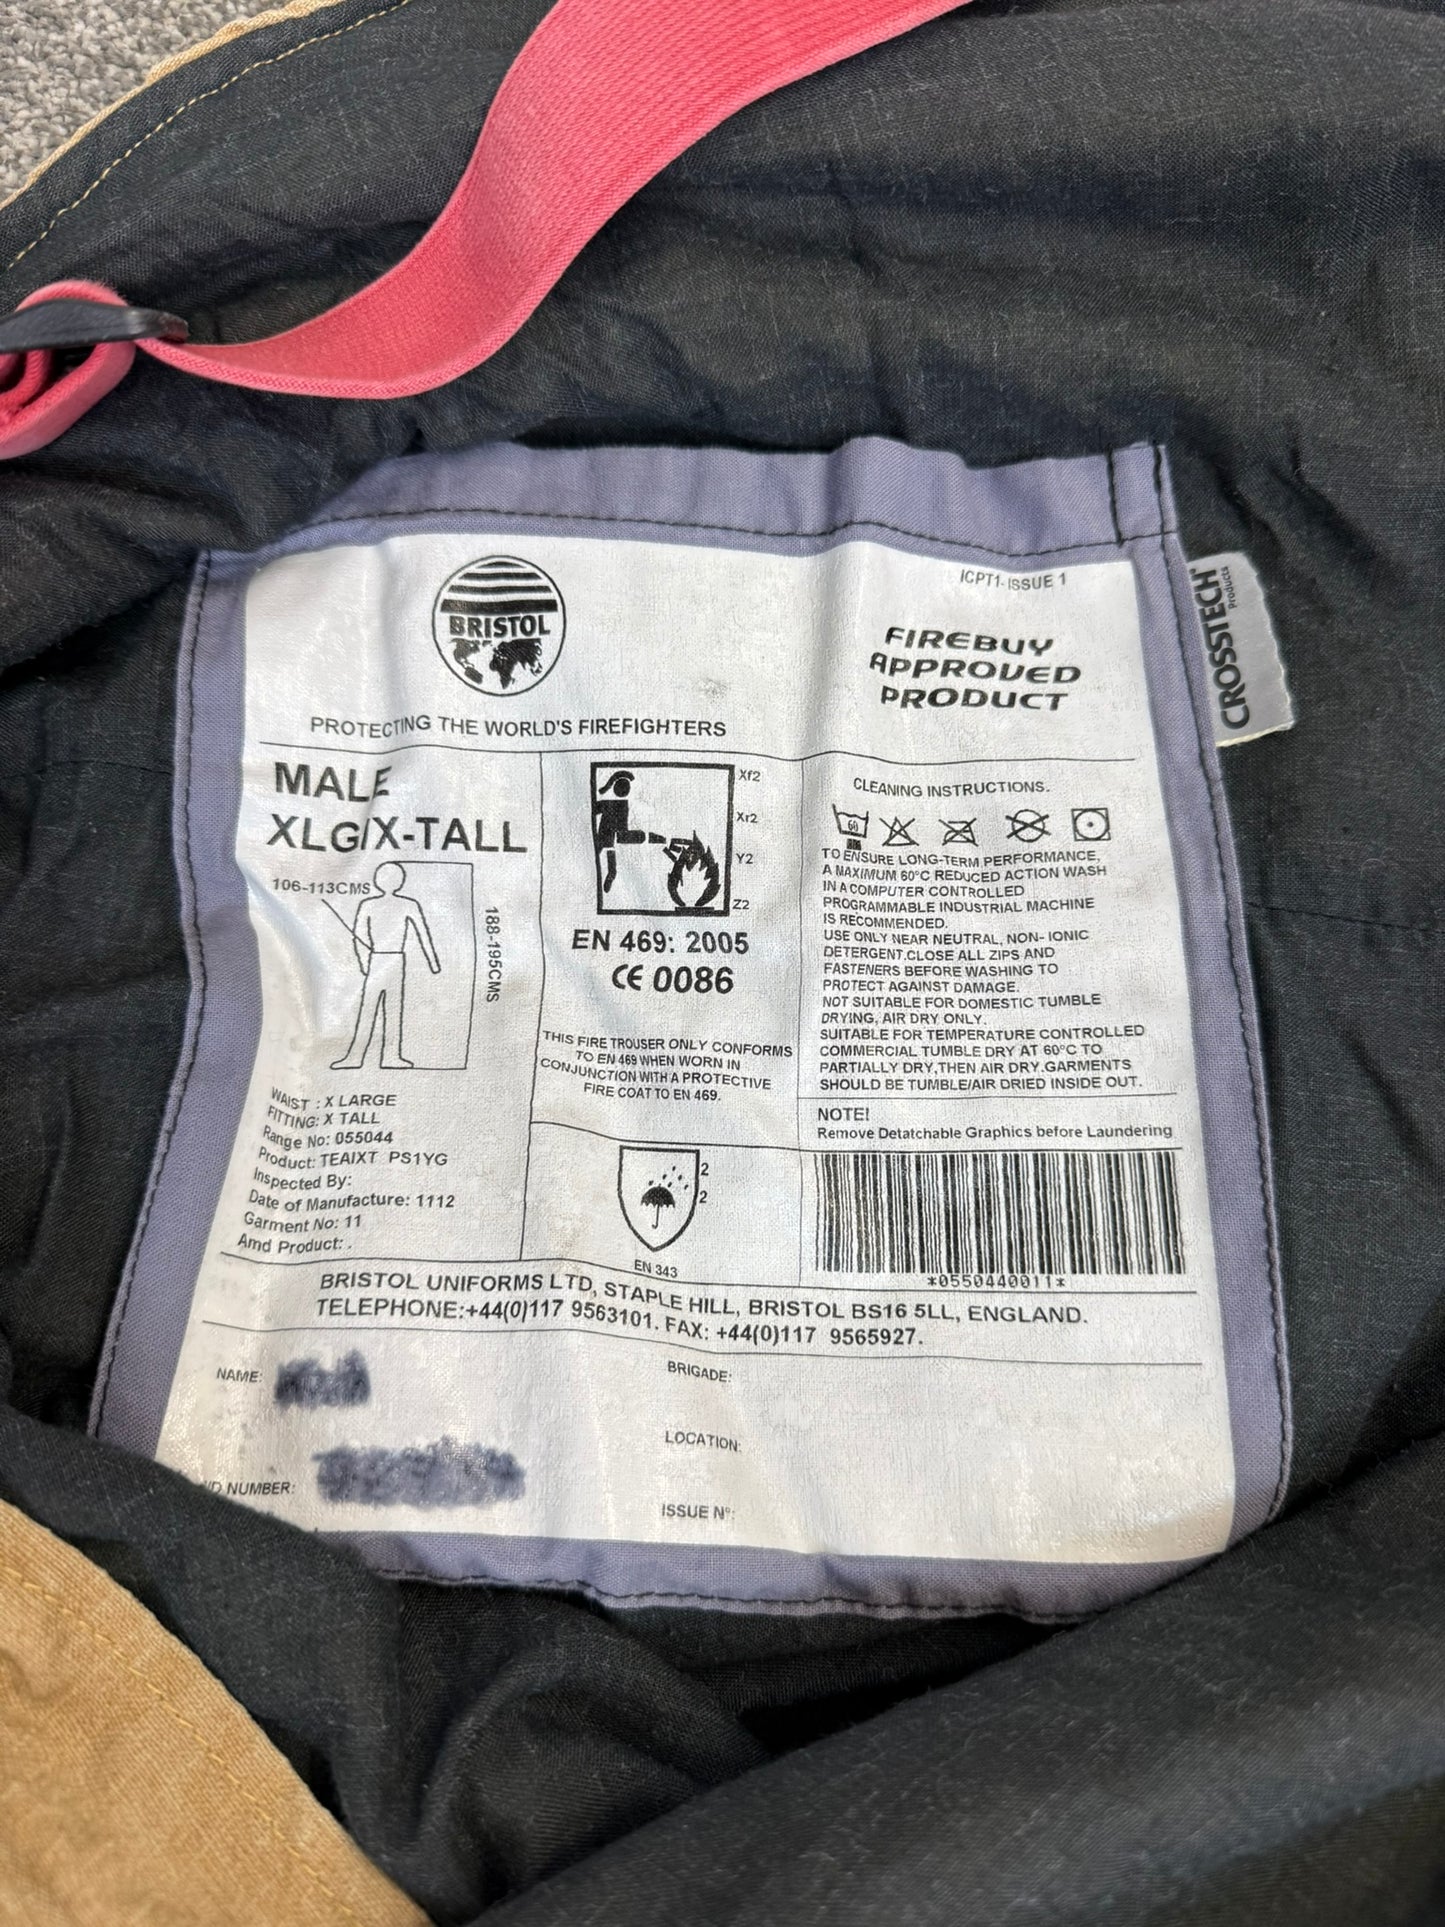 ICPT1-ISSUE 1
BRISTOL
PROTECTING THE WORLD'S FIREFIGHTERS
FIREBUY
APPROVED
PRODUCT
CROSSTECH®
Products
MALE
XLG/X-TALL
106-113CMS
188-195CMS
WAIST : X LARGE
FITTING: X TALL
Range No: 055044
Product: TEAIXT PS1YG
Inspected By:
Date of Manufacture: 1112
Garment No: 11
Amd Product: .
Xf2
Xr2
Y2
Z2
EN 469: 2005
CE 0086
THIS FIRE TROUSER ONLY CONFORMS
TO EN 469 WHEN WORN IN
CONJUNCTION WITH A PROTECTIVE
FIRE COAT TO EN 469.
2
2
EN 343
CLEANING INSTRUCTIONS.
60
TO ENSURE LONG-TERM PERFORMANCE,
A MAXIMUM 60°C REDUCED ACTION WASH
IN A COMPUTER CONTROLLED
PROGRAMMABLE INDUSTRIAL MACHINE
IS RECOMMENDED.
USE ONLY NEAR NEUTRAL, NON- IONIC
DETERGENT.CLOSE ALL ZIPS AND
FASTENERS BEFORE WASHING TO
PROTECT AGAINST DAMAGE.
NOT SUITABLE FOR DOMESTIC TUMBLE
DRYING, AIR DRY ONLY.
SUITABLE FOR TEMPERATURE CONTROLLED
COMMERCIAL TUMBLE DRY AT 60°C TO
PARTIALLY DRY,THEN AIR DRY.GARMENTS
SHOULD BE TUMBLE/AIR DRIED INSIDE OUT.
NOTE!
Remove Detatchable Graphics before Laundering
*0550440011*
BRISTOL UNIFORMS LTD, STAPLE HILL, BRISTOL BS16 5LL, ENGLAND.
TELEPHONE:+44(0)117 9563101. FAX: +44(0)117 9565927.
NAME:
BRIGADE:
LOCATION:
NUMBER:
ISSUE Nº: